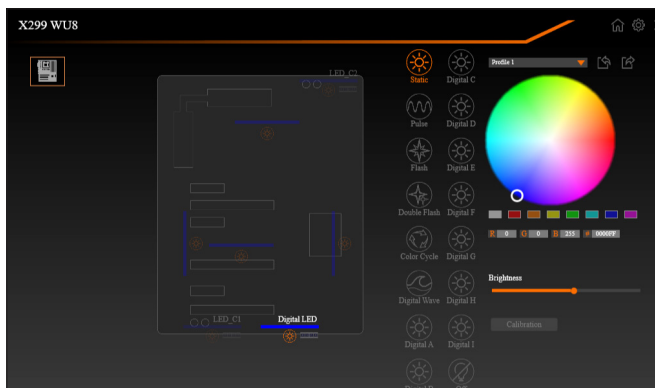 X299 WU8
LED_C2
LED_C1
Digital LED
Static
Digital C
Pulse
Digital D
Flash
Digital E
Double Flash
Digital F
Color Cycle
Digital G
Digital Wave
Digital H
Digital A
Digital I
Profile 1
R 0 G 0 B 255 # 0000FF
Brightness
Calibration